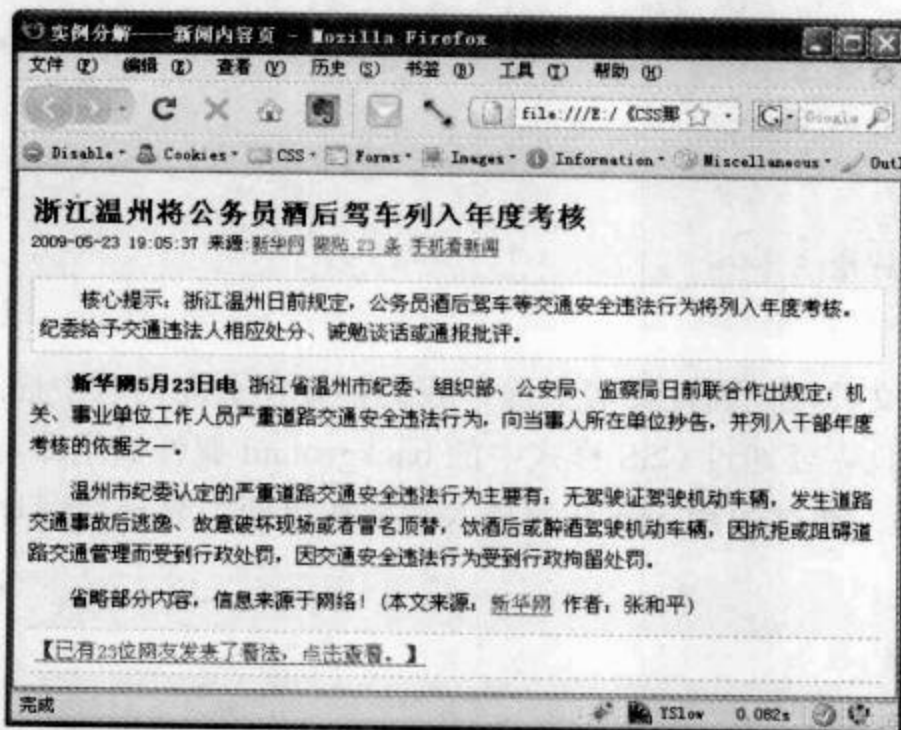 实例分解——新闻内容页 - Mozilla Firefox
文件 (F) 编辑 (E) 查看 (V) 历史 (S) 书签 (B) 工具 (T) 帮助 (H)
file:///E:/《CSS那 G Google
Disable Cookies CSS Forms Images Information Miscellaneous Outl
浙江温州将公务员酒后驾车列入年度考核
2009-05-23 19:05:37 来源:新华网 跟贴 23 条 手机看新闻
核心提示：浙江温州日前规定，公务员酒后驾车等交通安全违法行为将列入年度考核。
纪委给予交通违法人相应处分、诫勉谈话或通报批评。
新华网5月23日电 浙江省温州市纪委、组织部、公安局、监察局日前联合作出规定：机
关、事业单位工作人员严重道路交通安全违法行为，向当事人所在单位抄告，并列入干部年度
考核的依据之一。
温州市纪委认定的严重道路交通安全违法行为主要有：无驾驶证驾驶机动车辆，发生道路
交通事故后逃逸、故意破坏现场或者冒名顶替，饮酒后或醉酒驾驶机动车辆，因抗拒或阻碍道
路交通管理而受到行政处罚，因交通安全违法行为受到行政拘留处罚。
省略部分内容，信息来源于网络！(本文来源：新华网 作者：张和平)
【已有23位网友发表了看法，点击查看。】
完成 YSlow 0.082s